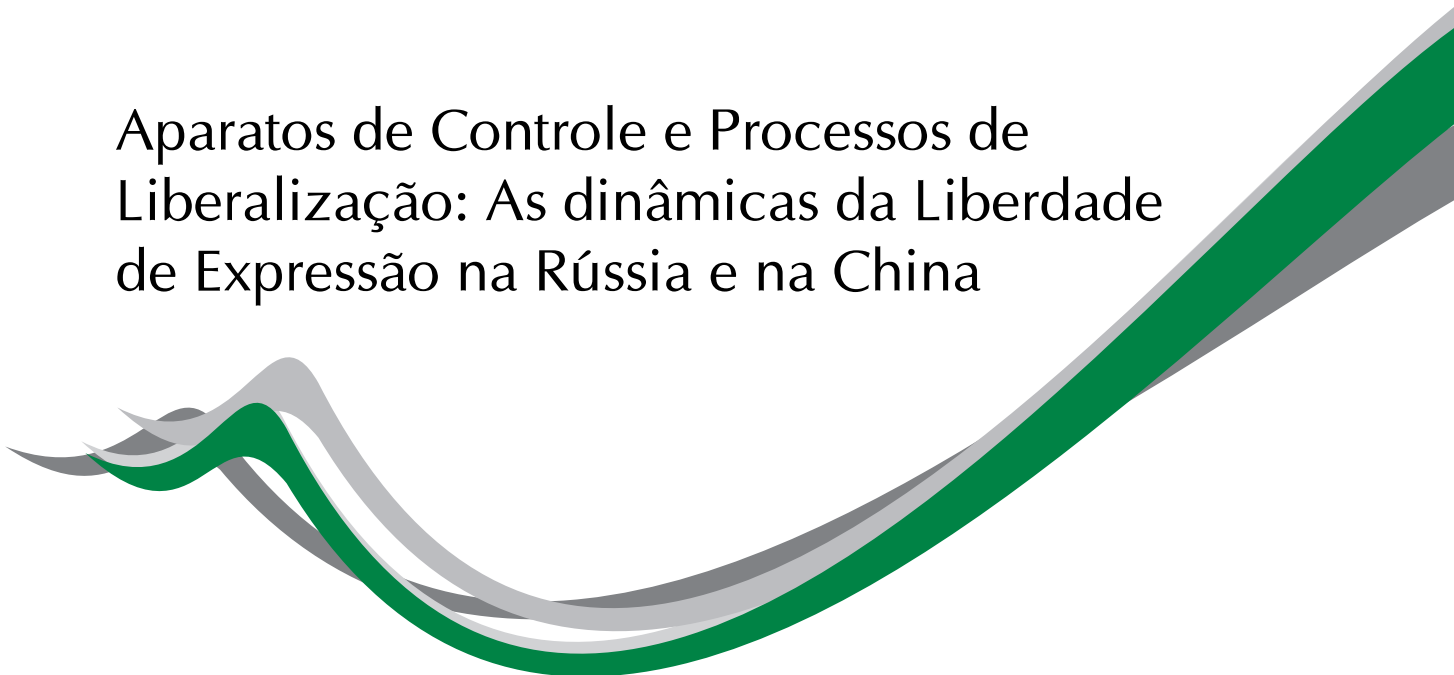 Aparatos de Controle e Processos de
Liberalização: As dinâmicas da Liberdade
de Expressão na Rússia e na China